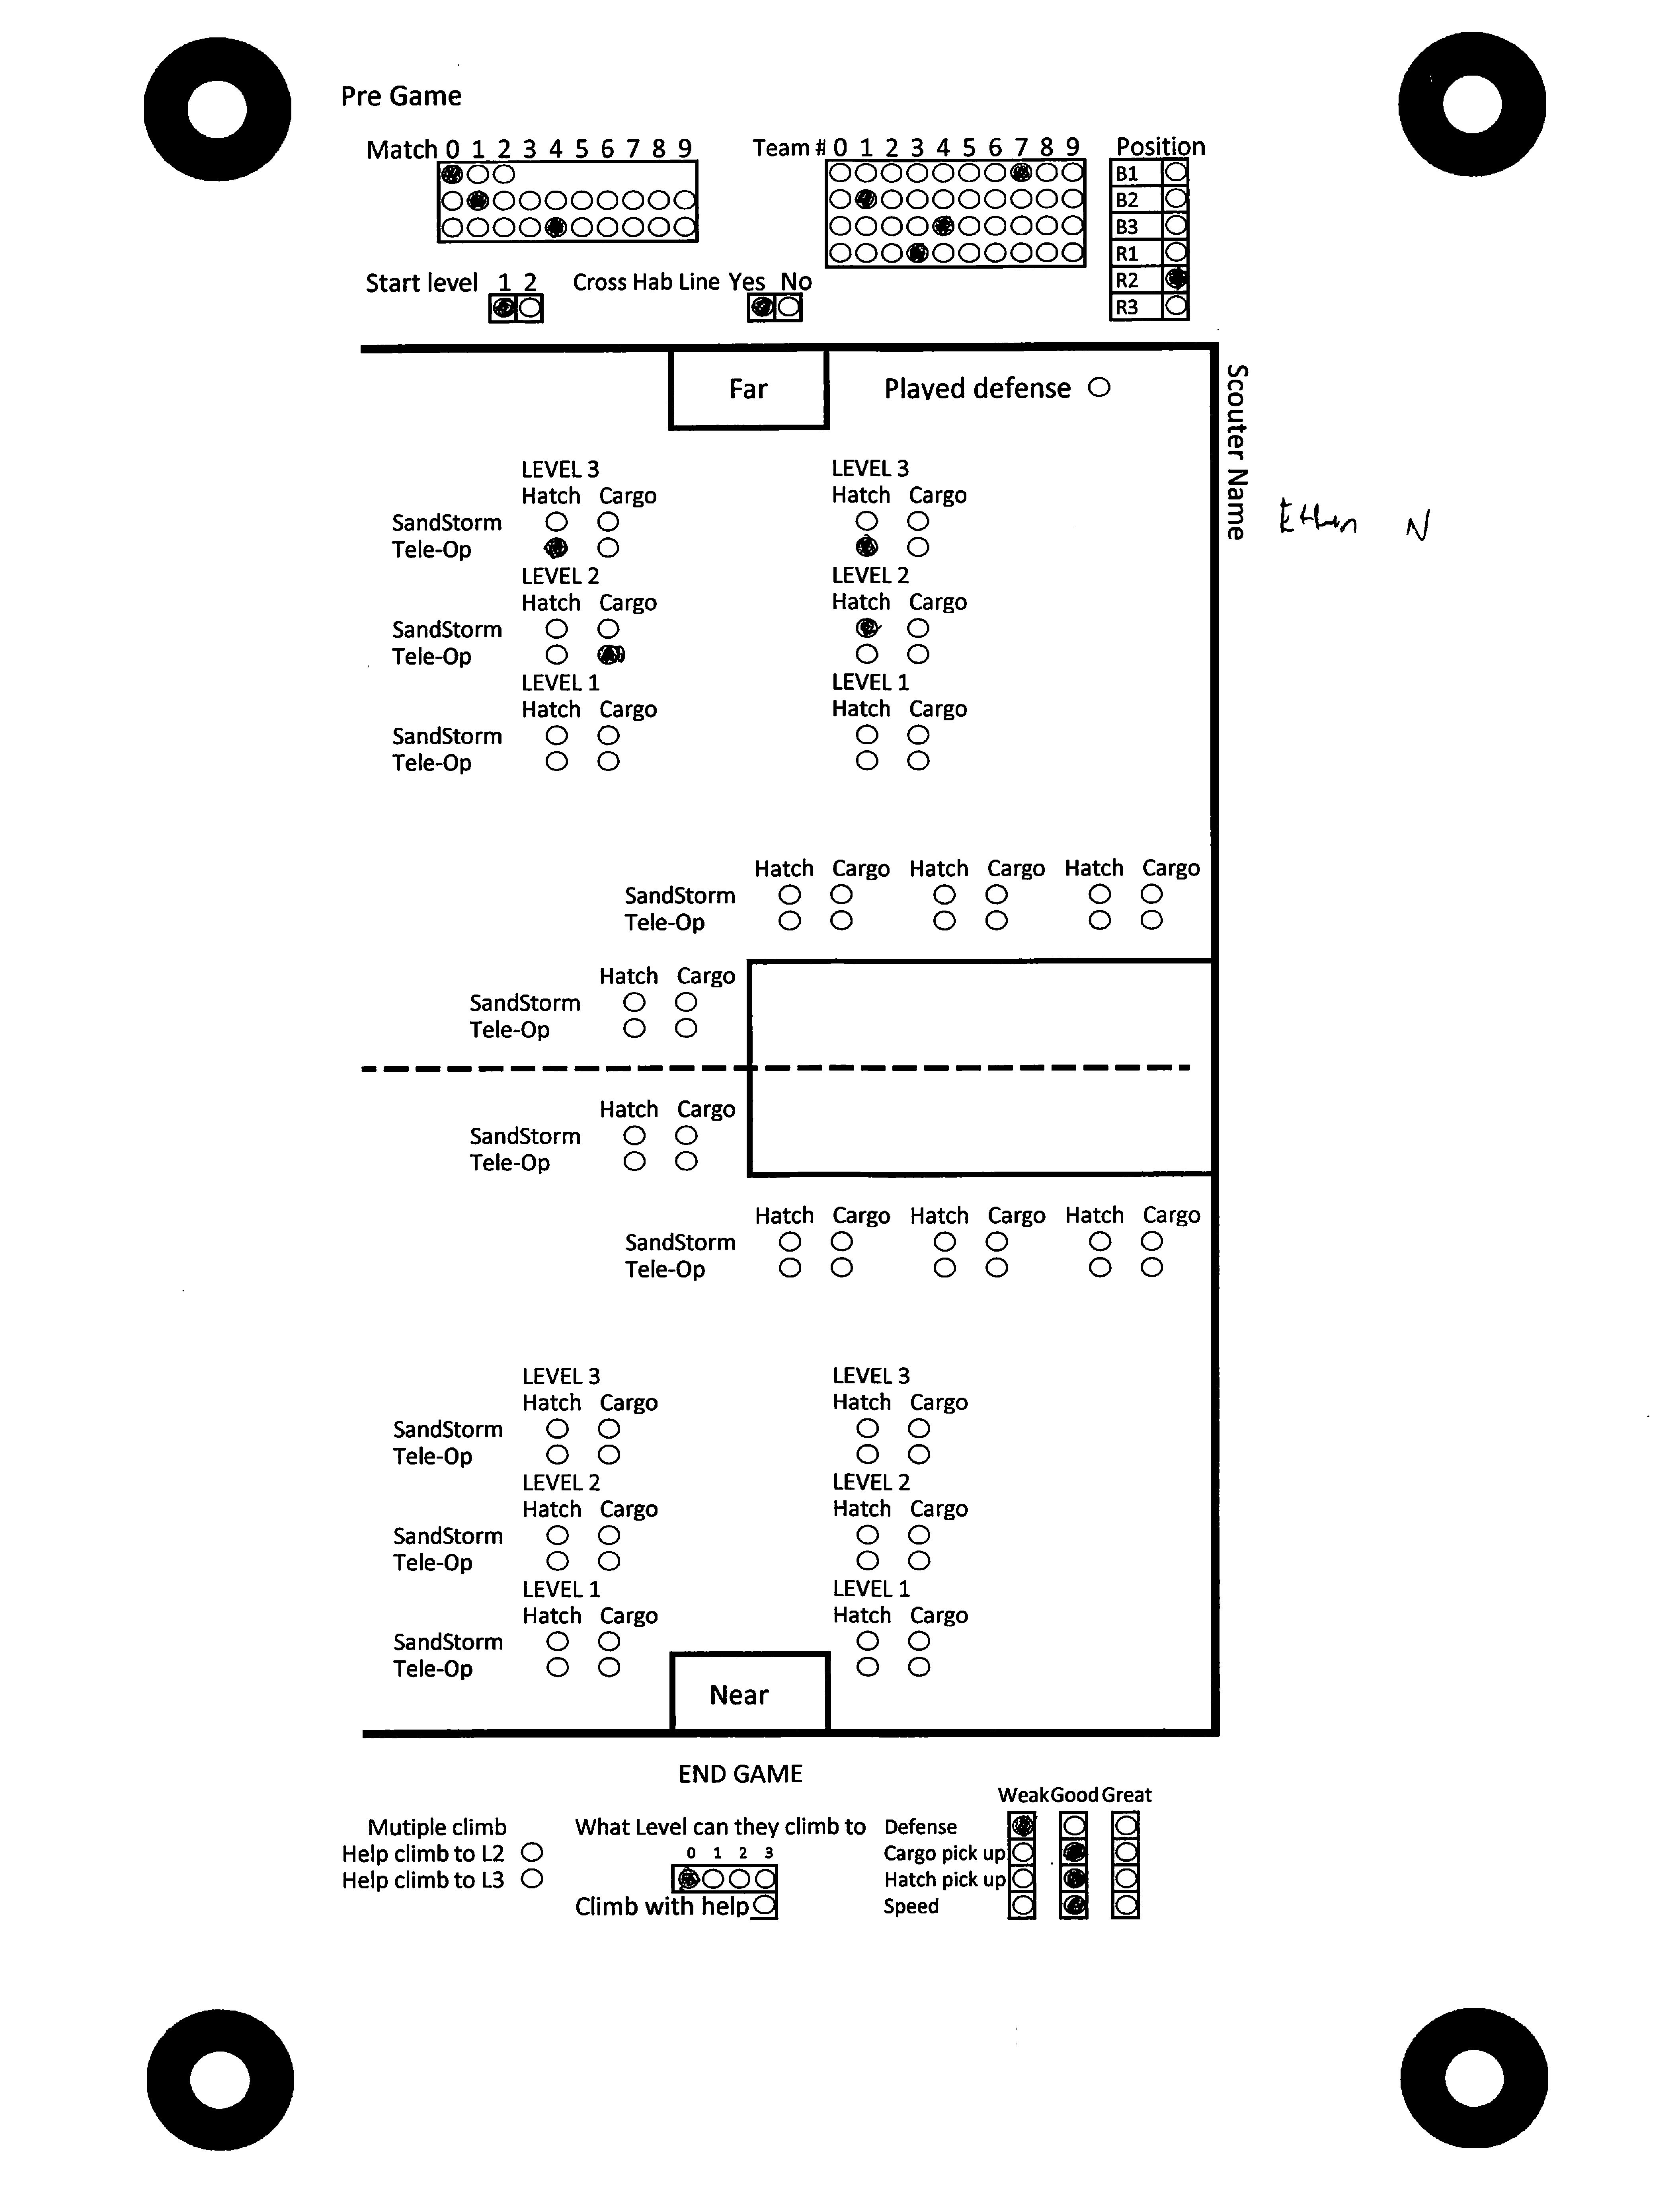 Pre Game
Match 0 1 2 3 4 5 6 7 8 9
Team # 0 1 2 3 4 5 6 7 8 9
Position
B1
B2
B3
R1
R2
R3
Start level 1 2
Cross Hab Line Yes No
Far
Played defense
Scouter Name
Ethan N
LEVEL 3 LEVEL 3
Hatch Cargo Hatch Cargo
SandStorm
Tele-Op
LEVEL 2 LEVEL 2
Hatch Cargo Hatch Cargo
SandStorm
Tele-Op
LEVEL 1 LEVEL 1
Hatch Cargo Hatch Cargo
SandStorm
Tele-Op
Hatch Cargo Hatch Cargo Hatch Cargo
SandStorm
Tele-Op
Hatch Cargo
SandStorm
Tele-Op
Hatch Cargo
SandStorm
Tele-Op
Hatch Cargo Hatch Cargo Hatch Cargo
SandStorm
Tele-Op
LEVEL 3 LEVEL 3
Hatch Cargo Hatch Cargo
SandStorm
Tele-Op
LEVEL 2 LEVEL 2
Hatch Cargo Hatch Cargo
SandStorm
Tele-Op
LEVEL 1 LEVEL 1
Hatch Cargo Hatch Cargo
SandStorm
Tele-Op
Near
END GAME
Mutiple climb
Help climb to L2
Help climb to L3
What Level can they climb to
0 1 2 3
Climb with help
Weak Good Great
Defense
Cargo pick up
Hatch pick up
Speed